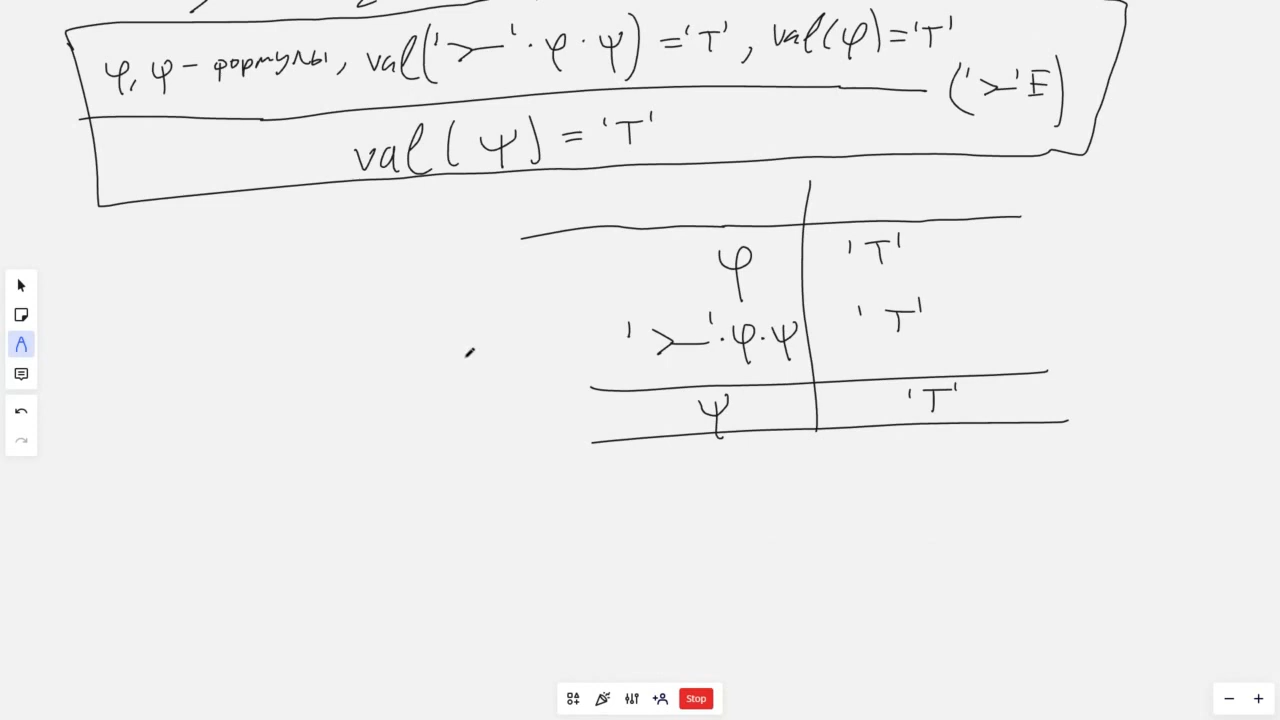 φ, ψ – формулы, val('>–'·φ·ψ) = 'T', val(φ) = 'T'
('>–'E)
val(ψ) = 'T'
φ 'T'
'>–'·φ·ψ 'T'
ψ 'T'
Stop